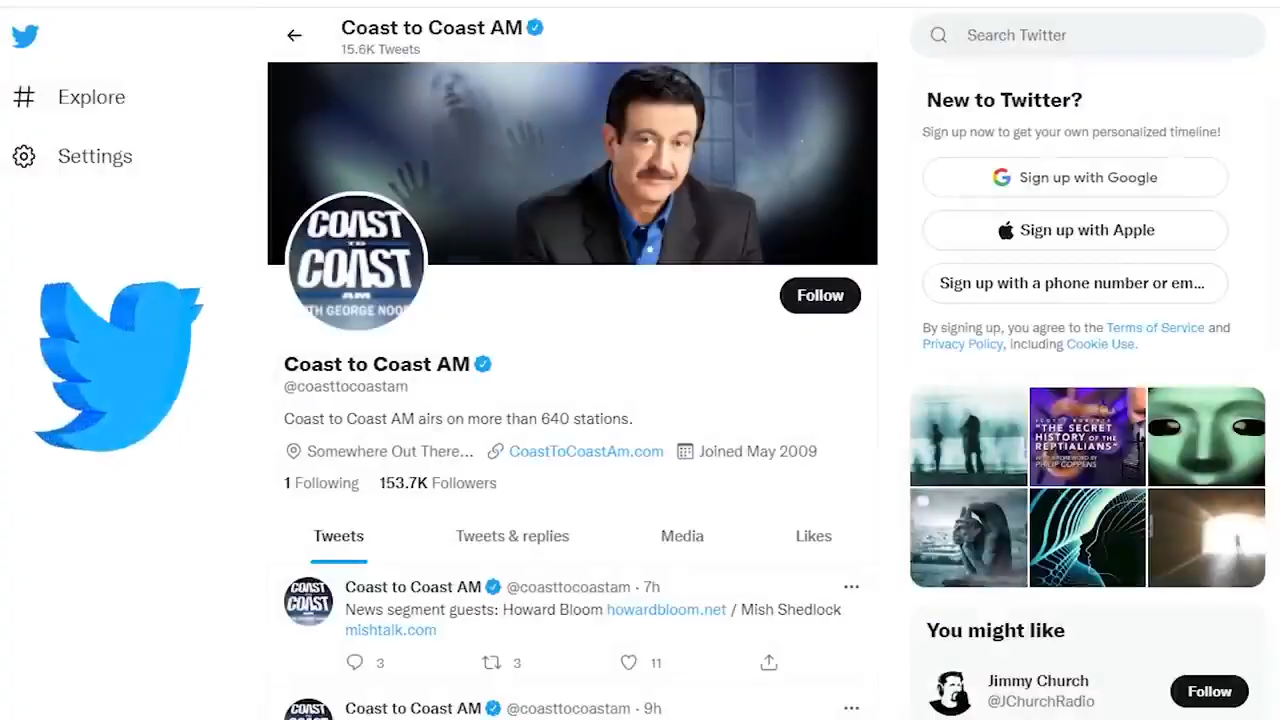 Coast to Coast AM
15.6K Tweets
Search Twitter
Explore
Settings
New to Twitter?
Sign up now to get your own personalized timeline!
Sign up with Google
Sign up with Apple
Sign up with a phone number or em...
By signing up, you agree to the Terms of Service and
Privacy Policy, including Cookie Use.
COAST
TO
COAST
AM
TH GEORGE NOO
Follow
Coast to Coast AM
@coasttocoastam
Coast to Coast AM airs on more than 640 stations.
Somewhere Out There... CoastToCoastAm.com Joined May 2009
1 Following 153.7K Followers
Tweets Tweets & replies Media Likes
Coast to Coast AM @coasttocoastam · 7h
News segment guests: Howard Bloom howardbloom.net / Mish Shedlock
mishtalk.com
3 3 11
COAST
COAST
Coast to Coast AM @coasttocoastam · 9h
COAST
"THE SECRET
HISTORY OF THE
REPTILIANS"
PHILIP COPPENS
You might like
Jimmy Church
@JChurchRadio
Follow